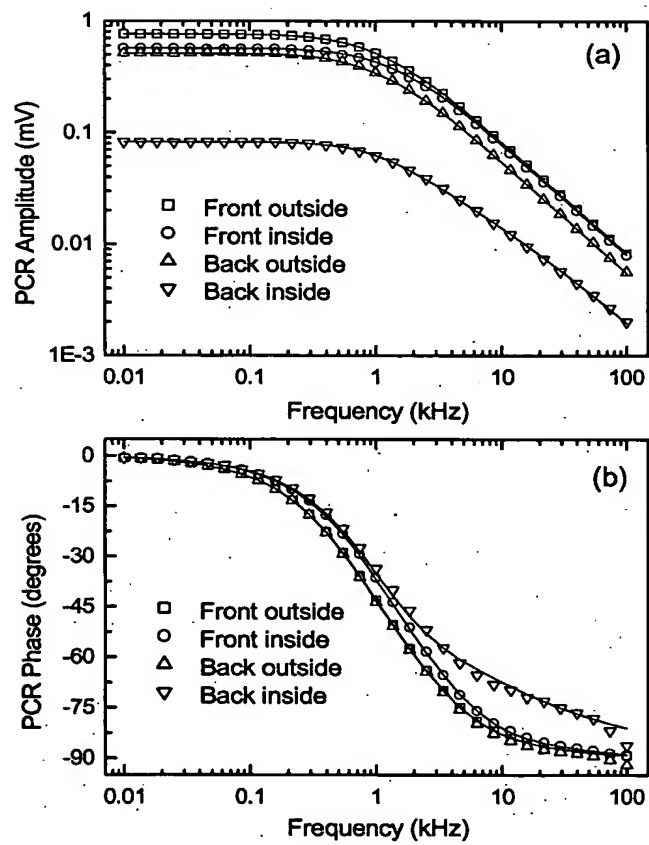 (a)
1
0.1
0.01
1E-3
PCR Amplitude (mV)
Front outside
Front inside
Back outside
Back inside
0.01 0.1 1 10 100
Frequency (kHz)
(b)
0
-15
-30
-45
-60
-75
-90
PCR Phase (degrees)
Front outside
Front inside
Back outside
Back inside
0.01 0.1 1 10 100
Frequency (kHz)